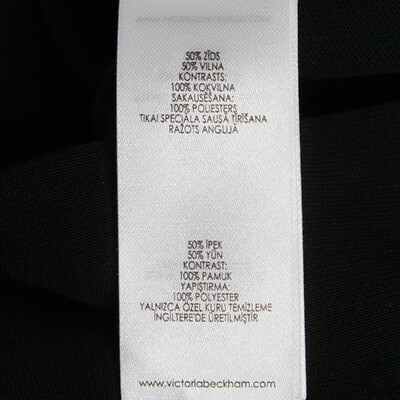 50% ZĪDS
50% VILNA
KONTRASTS:
100% KOKVILNA
SAKAUSĒŠANA:
100% POLIESTERS
TIKAI SPECIĀLA SAUSĀ TĪRĪŠANA
RAŽOTS ANGLIJĀ
50% İPEK
50% YÜN
KONTRAST:
100% PAMUK
YAPIŞTIRMA:
100% POLYESTER
YALNIZCA ÖZEL KURU TEMİZLEME
İNGİLTERE'DE ÜRETİLMİŞTİR
www.victoriabeckham.com